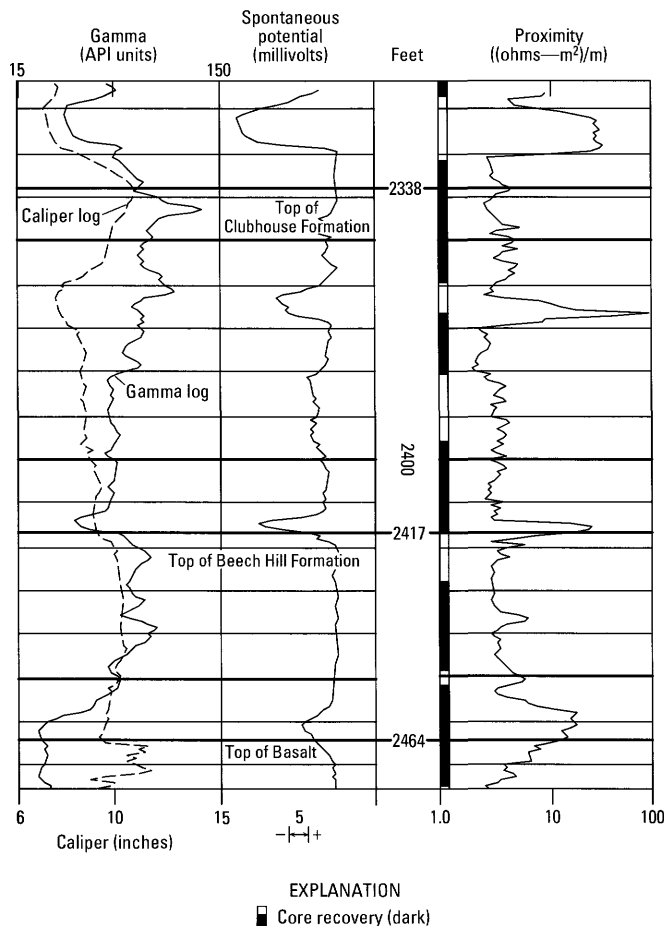 Gamma
(API units)
Spontaneous
potential
(millivolts)
Feet
Proximity
((ohms—m²)/m)
15
150
2338
Caliper log
Top of
Clubhouse Formation
Gamma log
2400
2417
Top of Beech Hill Formation
2464
Top of Basalt
6
10
15
5
15
1.0
10
100
Caliper (inches)
− +
EXPLANATION
Core recovery (dark)